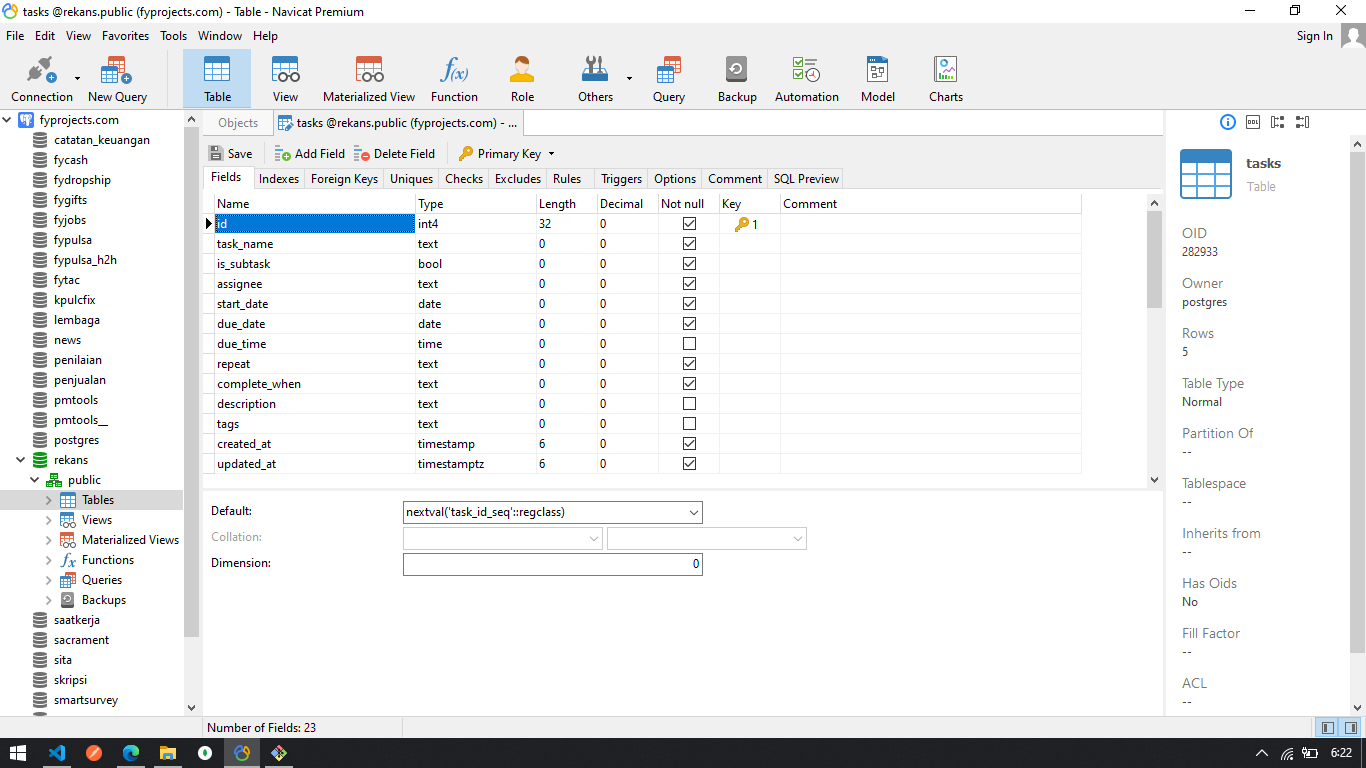 tasks @rekans.public (fyprojects.com) - Table - Navicat Premium
File Edit View Favorites Tools Window Help Sign In
Connection New Query Table View Materialized View Function Role Others Query Backup Automation Model Charts
fyprojects.com
catatan_keuangan
fycash
fydropship
fygifts
fyjobs
fypulsa
fypulsa_h2h
fytac
kpulcfix
lembaga
news
penilaian
penjualan
pmtools
pmtools__
postgres
rekans
public
Tables
Views
Materialized Views
Functions
Queries
Backups
saatkerja
sacrament
sita
skripsi
smartsurvey
Objects tasks @rekans.public (fyprojects.com) - ...
Save Add Field Delete Field Primary Key
Fields Indexes Foreign Keys Uniques Checks Excludes Rules Triggers Options Comment SQL Preview
Name Type Length Decimal Not null Key Comment
id int4 32 0 1
task_name text 0 0
is_subtask bool 0 0
assignee text 0 0
start_date date 0 0
due_date date 0 0
due_time time 0 0
repeat text 0 0
complete_when text 0 0
description text 0 0
tags text 0 0
created_at timestamp 6 0
updated_at timestamptz 6 0
Default: nextval('task_id_seq'::regclass)
Collation:
Dimension: 0
DDL
tasks
Table
OID
282933
Owner
postgres
Rows
5
Table Type
Normal
Partition Of
--
Tablespace
--
Inherits from
--
Has Oids
No
Fill Factor
--
ACL
--
Number of Fields: 23
6:22